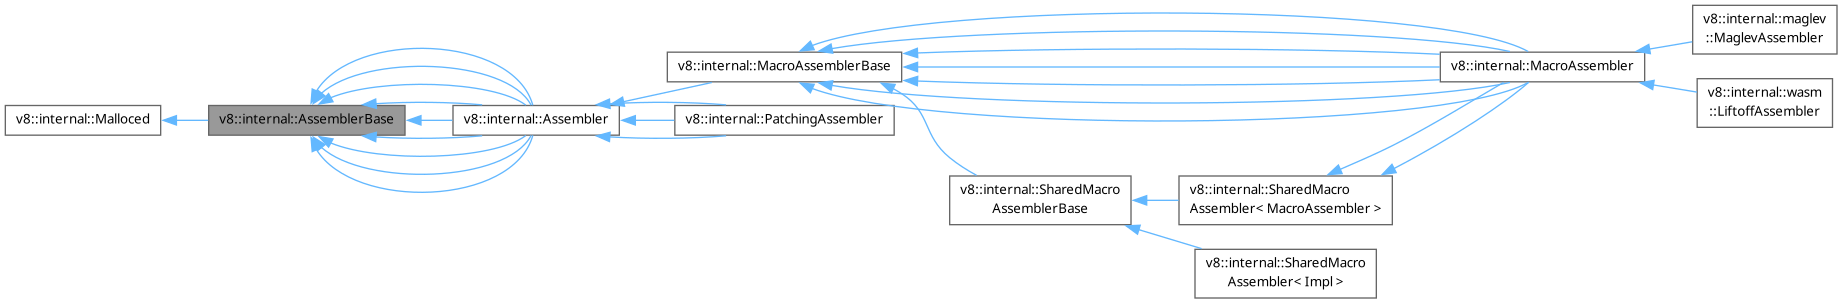 v8::internal::Malloced
v8::internal::AssemblerBase
v8::internal::Assembler
v8::internal::MacroAssemblerBase
v8::internal::PatchingAssembler
v8::internal::SharedMacro
AssemblerBase
v8::internal::SharedMacro
Assembler< MacroAssembler >
v8::internal::SharedMacro
Assembler< Impl >
v8::internal::MacroAssembler
v8::internal::maglev
::MaglevAssembler
v8::internal::wasm
::LiftoffAssembler